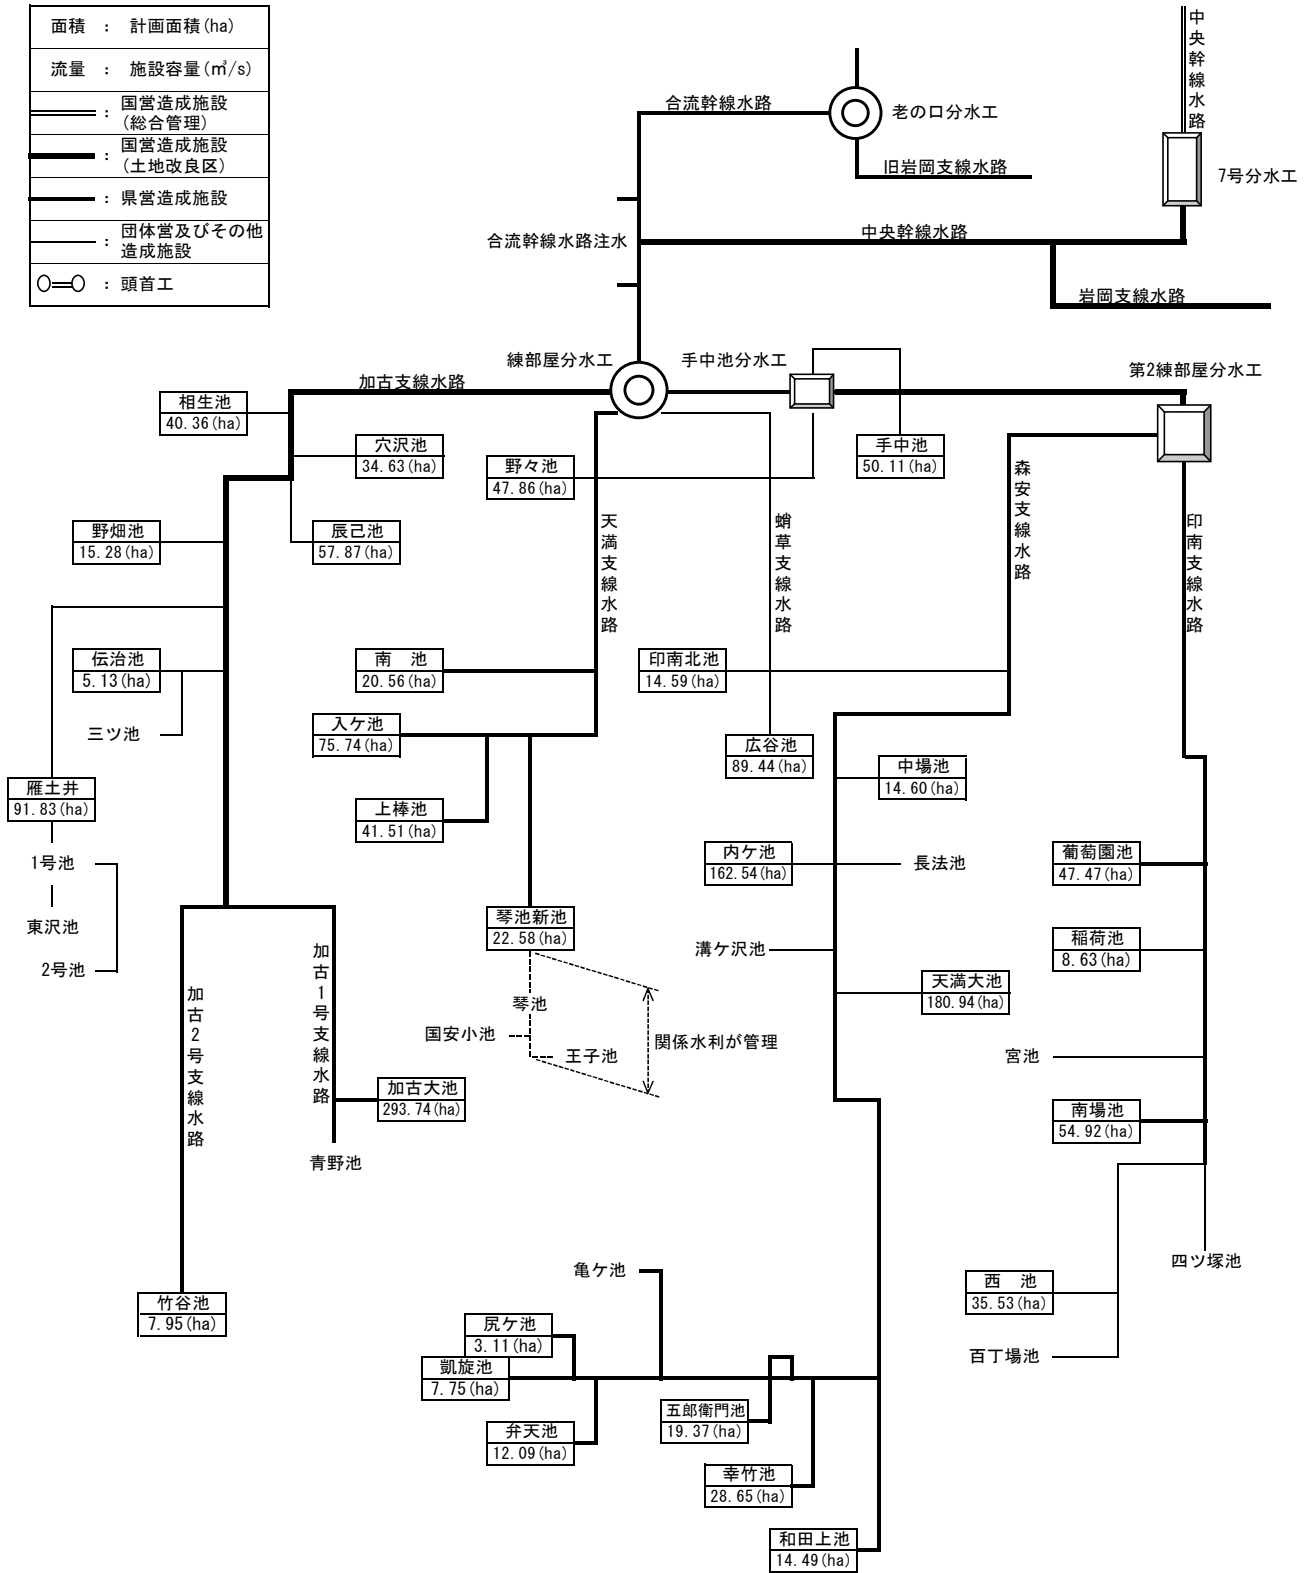 面積 : 計画面積(ha)
流量 : 施設容量(㎥/s)
: 国営造成施設
(総合管理)
: 国営造成施設
(土地改良区)
: 県営造成施設
: 団体営及びその他
造成施設
: 頭首工
中央幹線水路
合流幹線水路
老のロ分水工
旧岩岡支線水路
7号分水工
合流幹線水路注水
中央幹線水路
岩岡支線水路
練部屋分水工
手中池分水工
第2練部屋分水工
加古支線水路
相生池
40.36(ha)
穴沢池
34.63(ha)
野々池
47.86(ha)
手中池
50.11(ha)
野畑池
15.28(ha)
辰己池
57.87(ha)
天満支線水路
蛸草支線水路
森安支線水路
印南支線水路
伝治池
5.13(ha)
南 池
20.56(ha)
印南北池
14.59(ha)
三ツ池
入ケ池
75.74(ha)
広谷池
89.44(ha)
中場池
14.60(ha)
雁土井
91.83(ha)
上棒池
41.51(ha)
1号池
内ケ池
162.54(ha)
長法池
葡萄園池
47.47(ha)
東沢池
2号池
琴池新池
22.58(ha)
溝ケ沢池
稲荷池
8.63(ha)
天満大池
180.94(ha)
加古2号支線水路
加古1号支線水路
琴池
国安小池
王子池
関係水利が管理
宮池
加古大池
293.74(ha)
南場池
54.92(ha)
青野池
四ツ塚池
亀ケ池
西 池
35.53(ha)
竹谷池
7.95(ha)
尻ケ池
3.11(ha)
百丁場池
凱旋池
7.75(ha)
五郎衛門池
19.37(ha)
弁天池
12.09(ha)
幸竹池
28.65(ha)
和田上池
14.49(ha)